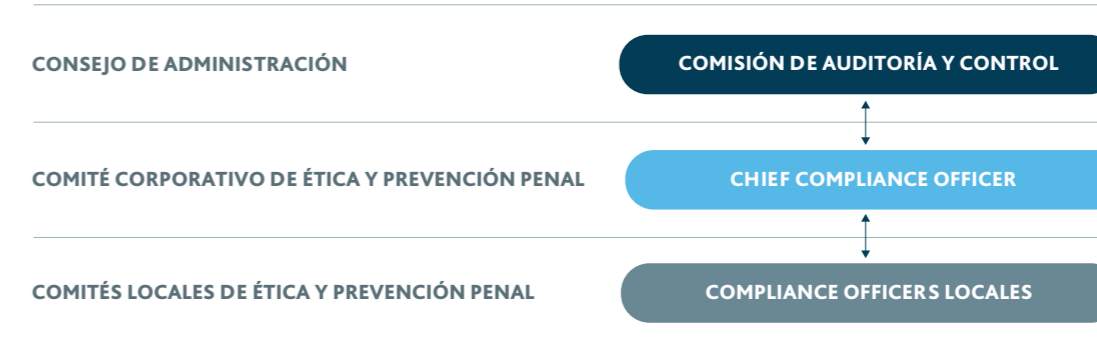 CONSEJO DE ADMINISTRACIÓN
COMISIÓN DE AUDITORÍA Y CONTROL
COMITÉ CORPORATIVO DE ÉTICA Y PREVENCIÓN PENAL
CHIEF COMPLIANCE OFFICER
COMITÉS LOCALES DE ÉTICA Y PREVENCIÓN PENAL
COMPLIANCE OFFICERS LOCALES